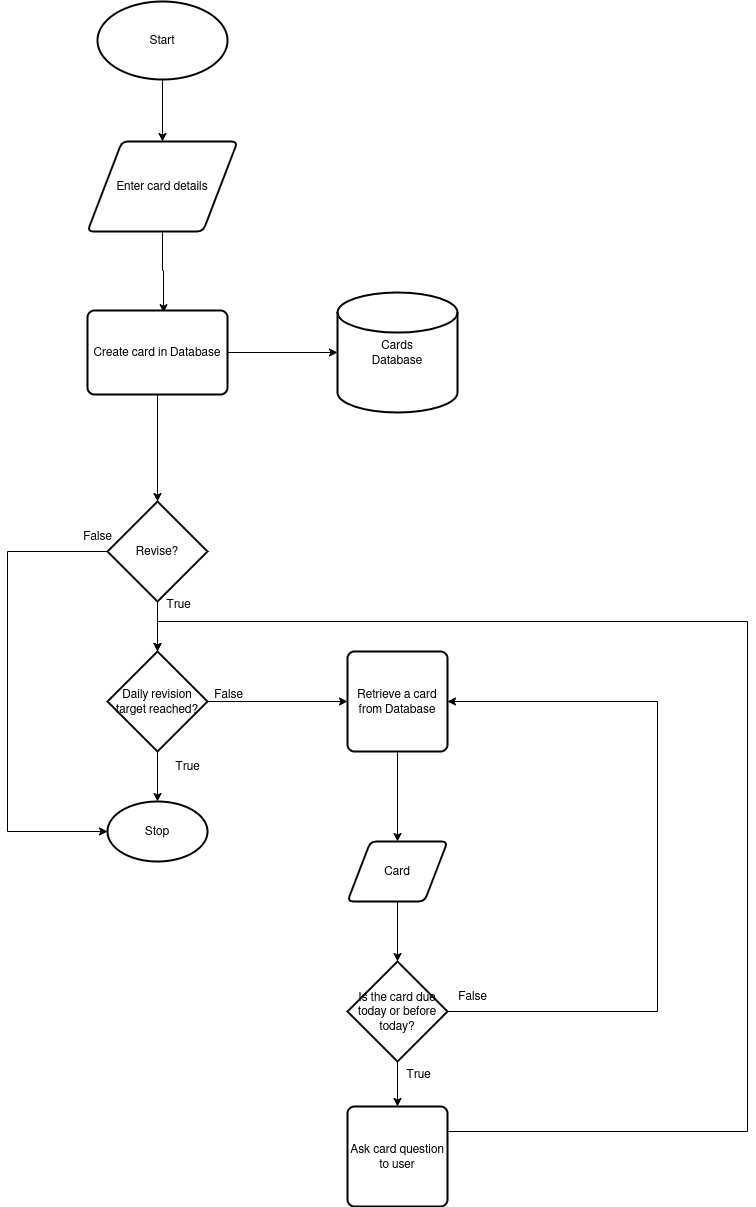 Start
Enter card details
Create card in Database
Cards
Database
False
Revise?
True
Daily revision
target reached?
False
Retrieve a card
from Database
True
Stop
Card
Is the card due
today or before
today?
False
True
Ask card question
to user